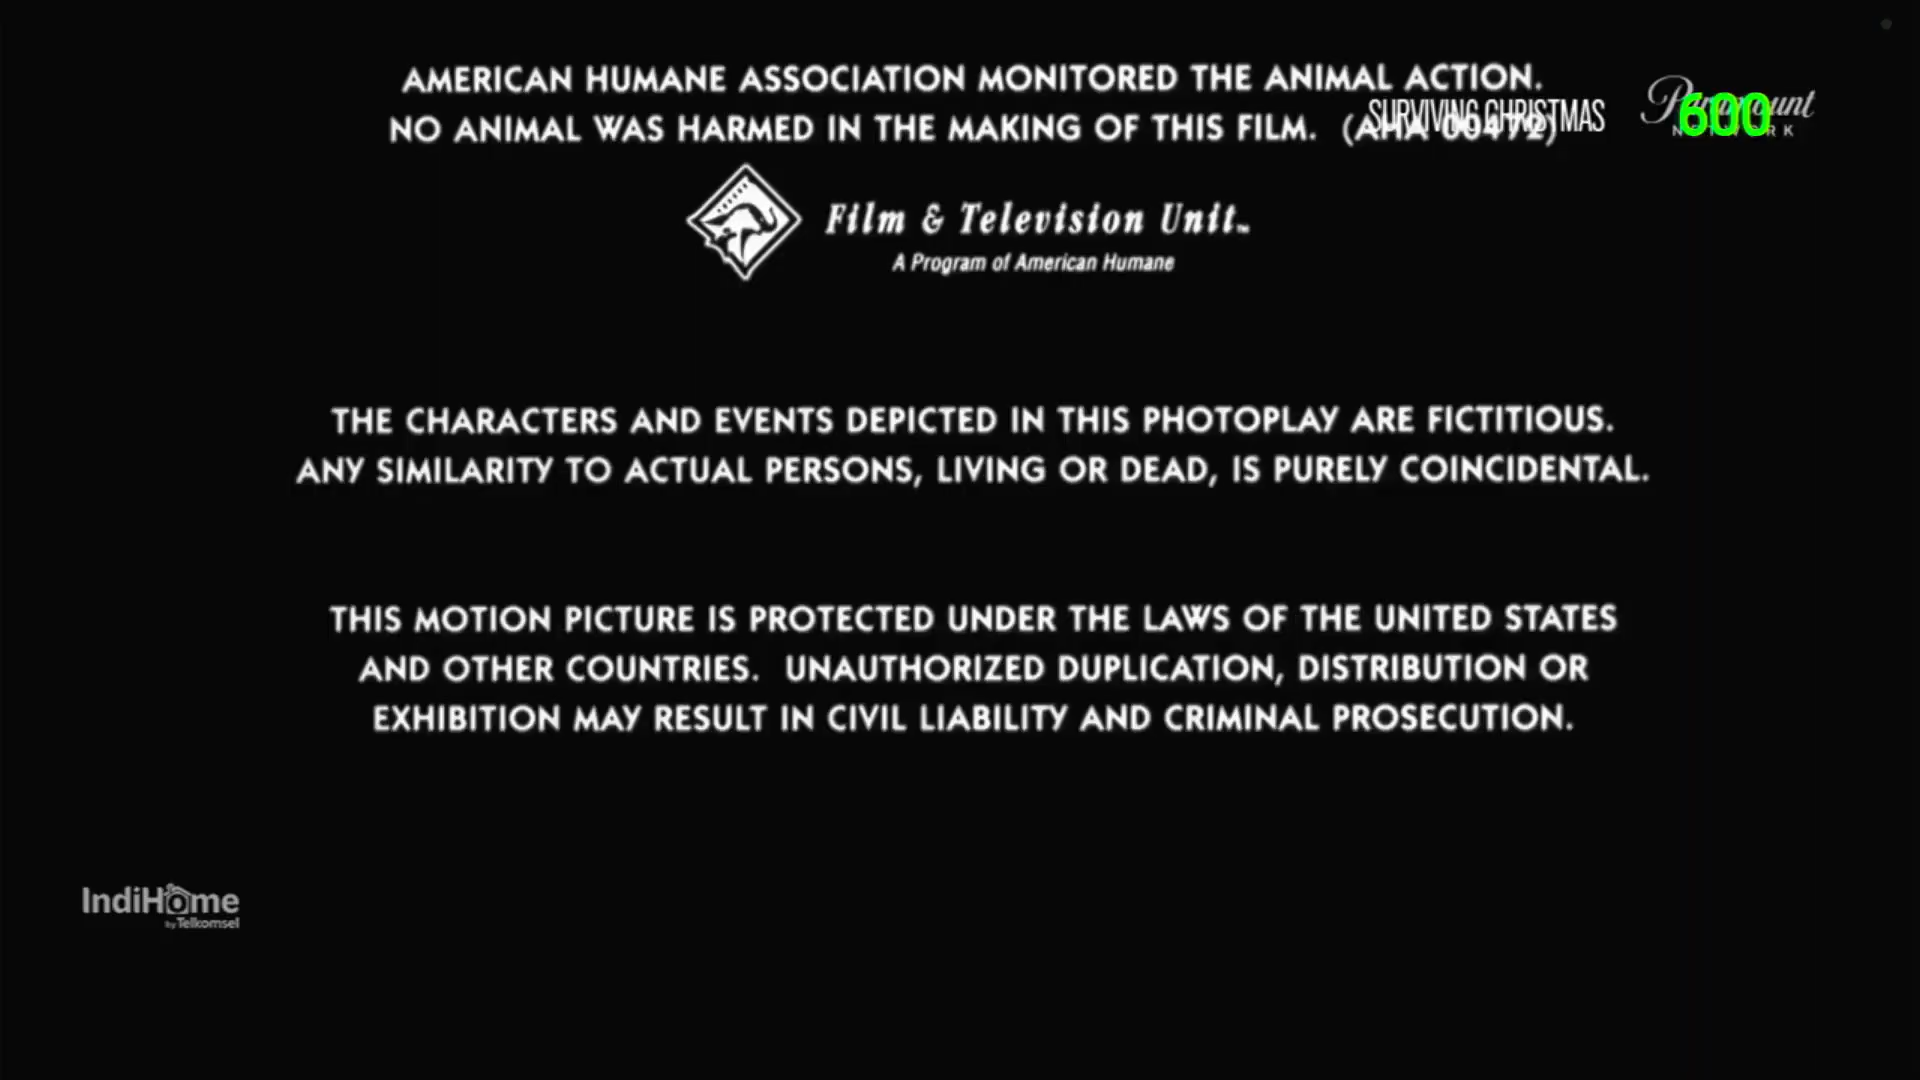 AMERICAN HUMANE ASSOCIATION MONITORED THE ANIMAL ACTION.
NO ANIMAL WAS HARMED IN THE MAKING OF THIS FILM.
SURVIVING CHRISTMAS
Paramount
NETWORK
600
Film & Television Unit™
A Program of American Humane
THE CHARACTERS AND EVENTS DEPICTED IN THIS PHOTOPLAY ARE FICTITIOUS.
ANY SIMILARITY TO ACTUAL PERSONS, LIVING OR DEAD, IS PURELY COINCIDENTAL.
THIS MOTION PICTURE IS PROTECTED UNDER THE LAWS OF THE UNITED STATES
AND OTHER COUNTRIES. UNAUTHORIZED DUPLICATION, DISTRIBUTION OR
EXHIBITION MAY RESULT IN CIVIL LIABILITY AND CRIMINAL PROSECUTION.
IndiHome
by Telkomsel